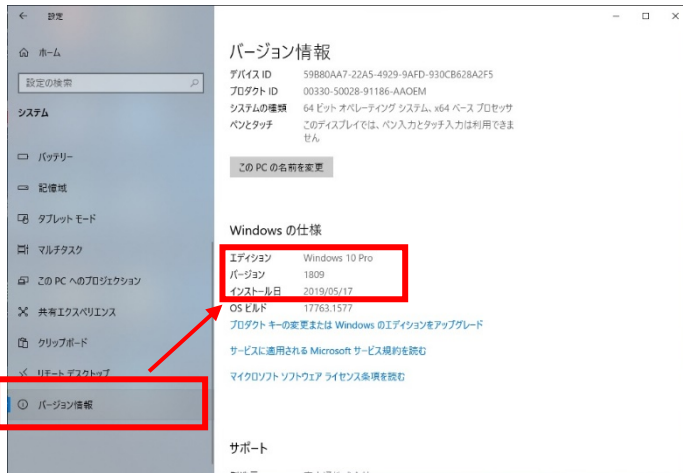 設定
ホーム
設定の検索
システム
バッテリー
記憶域
タブレット モード
マルチタスク
この PC へのプロジェクション
共有エクスペリエンス
クリップボード
リモート デスクトップ
バージョン情報
バージョン情報
デバイス ID 59B80AA7-22A5-4929-9AFD-930CB628A2F5
プロダクト ID 00330-50028-91186-AAOEM
システムの種類 64 ビット オペレーティング システム、x64 ベース プロセッサ
ペンとタッチ このディスプレイでは、ペン入力とタッチ入力は利用できま
せん
この PC の名前を変更
Windows の仕様
エディション Windows 10 Pro
バージョン 1809
インストール日 2019/05/17
OS ビルド 17763.1577
プロダクト キーの変更または Windows のエディションをアップグレード
サービスに適用される Microsoft サービス規約を読む
マイクロソフト ソフトウェア ライセンス条項を読む
サポート